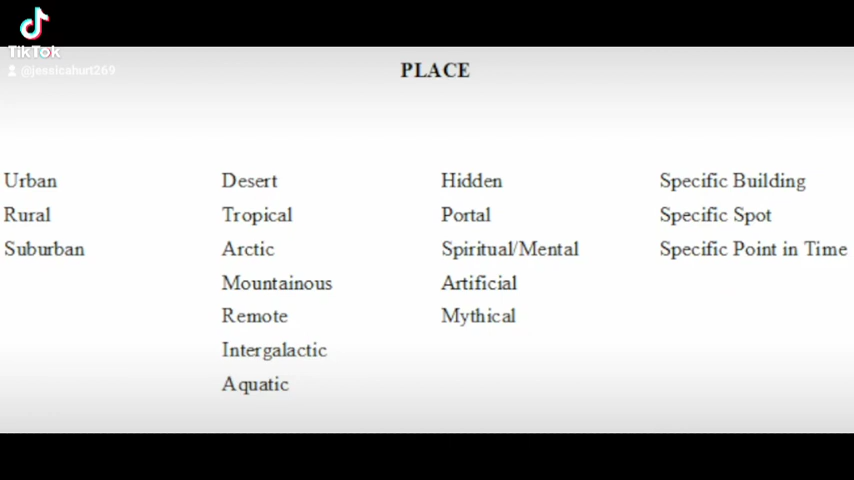 TikTok
@jessicahurt269
PLACE
Urban
Rural
Suburban
Desert
Tropical
Arctic
Mountainous
Remote
Intergalactic
Aquatic
Hidden
Portal
Spiritual/Mental
Artificial
Mythical
Specific Building
Specific Spot
Specific Point in Time